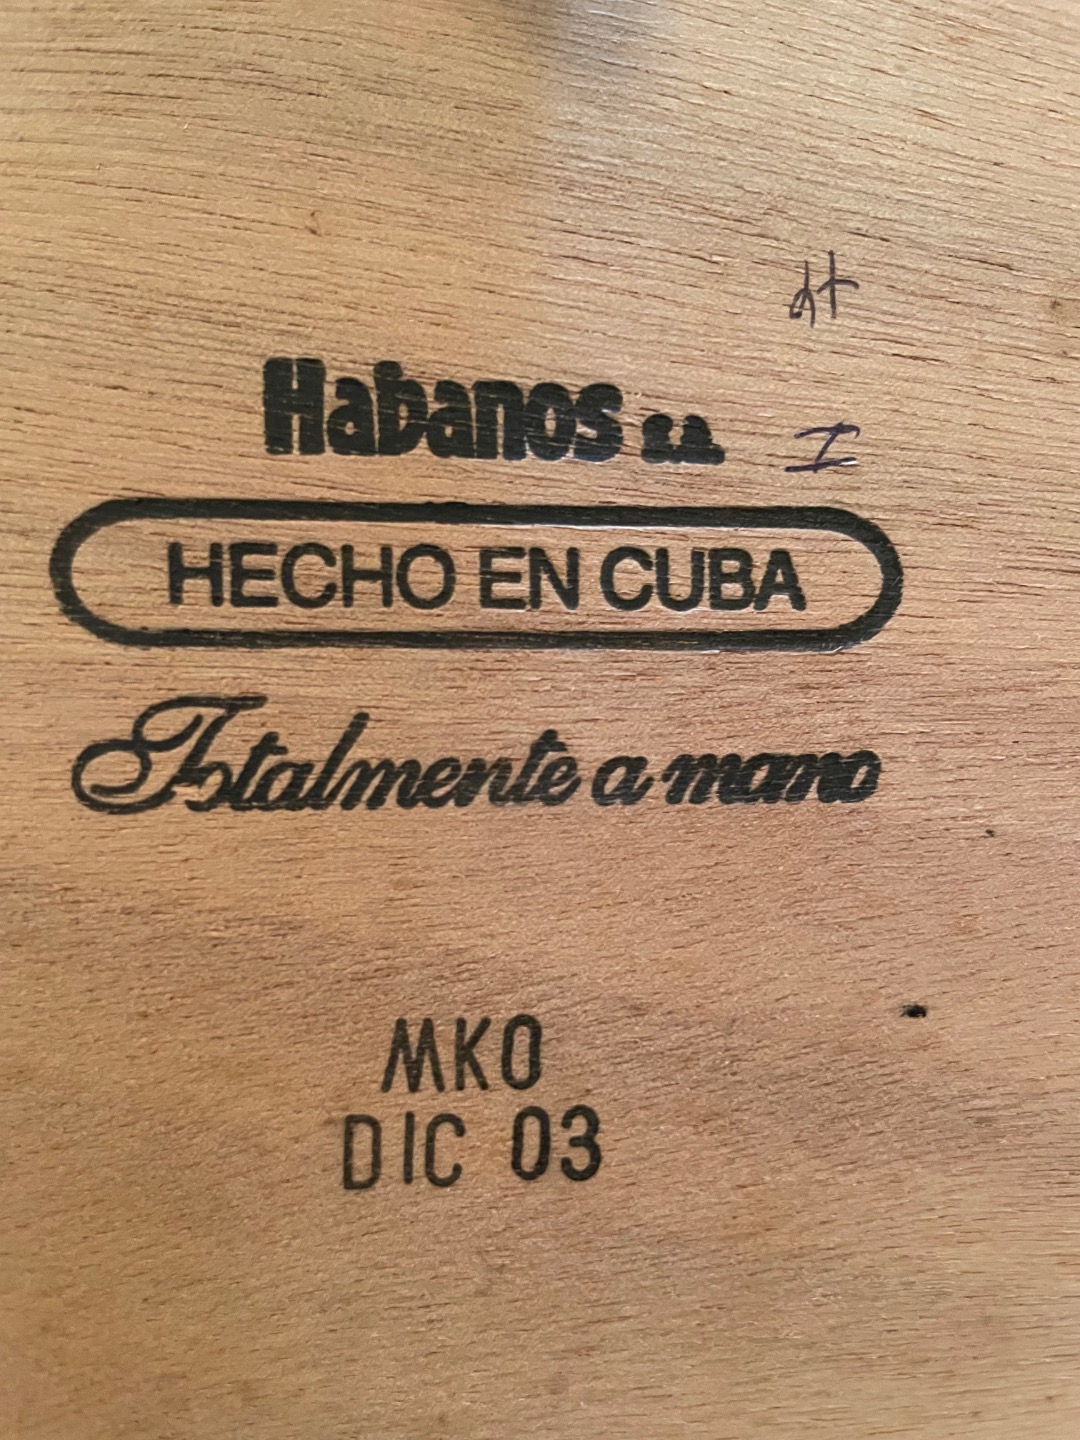 Habanos s.a.
HECHO EN CUBA
Totalmente a mano
MKO
DIC 03